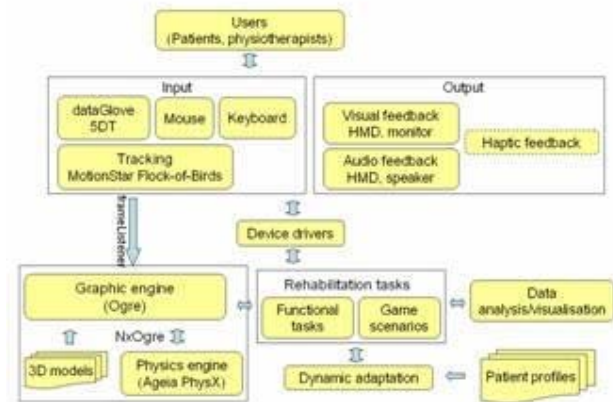 Users
(Patients, physiotherapists)
Input
dataGlove
5DT
Mouse
Keyboard
Tracking
MotionStar Flock-of-Birds
Output
Visual feedback
HMD, monitor
Haptic feedback
Audio feedback
HMD, speaker
frameListener
Device drivers
Graphic engine
(Ogre)
NxOgre
3D models
Physics engine
(Ageia PhysX)
Rehabilitation tasks
Functional
tasks
Game
scenarios
Data
analysis/visualisation
Dynamic adaptation
Patient profiles